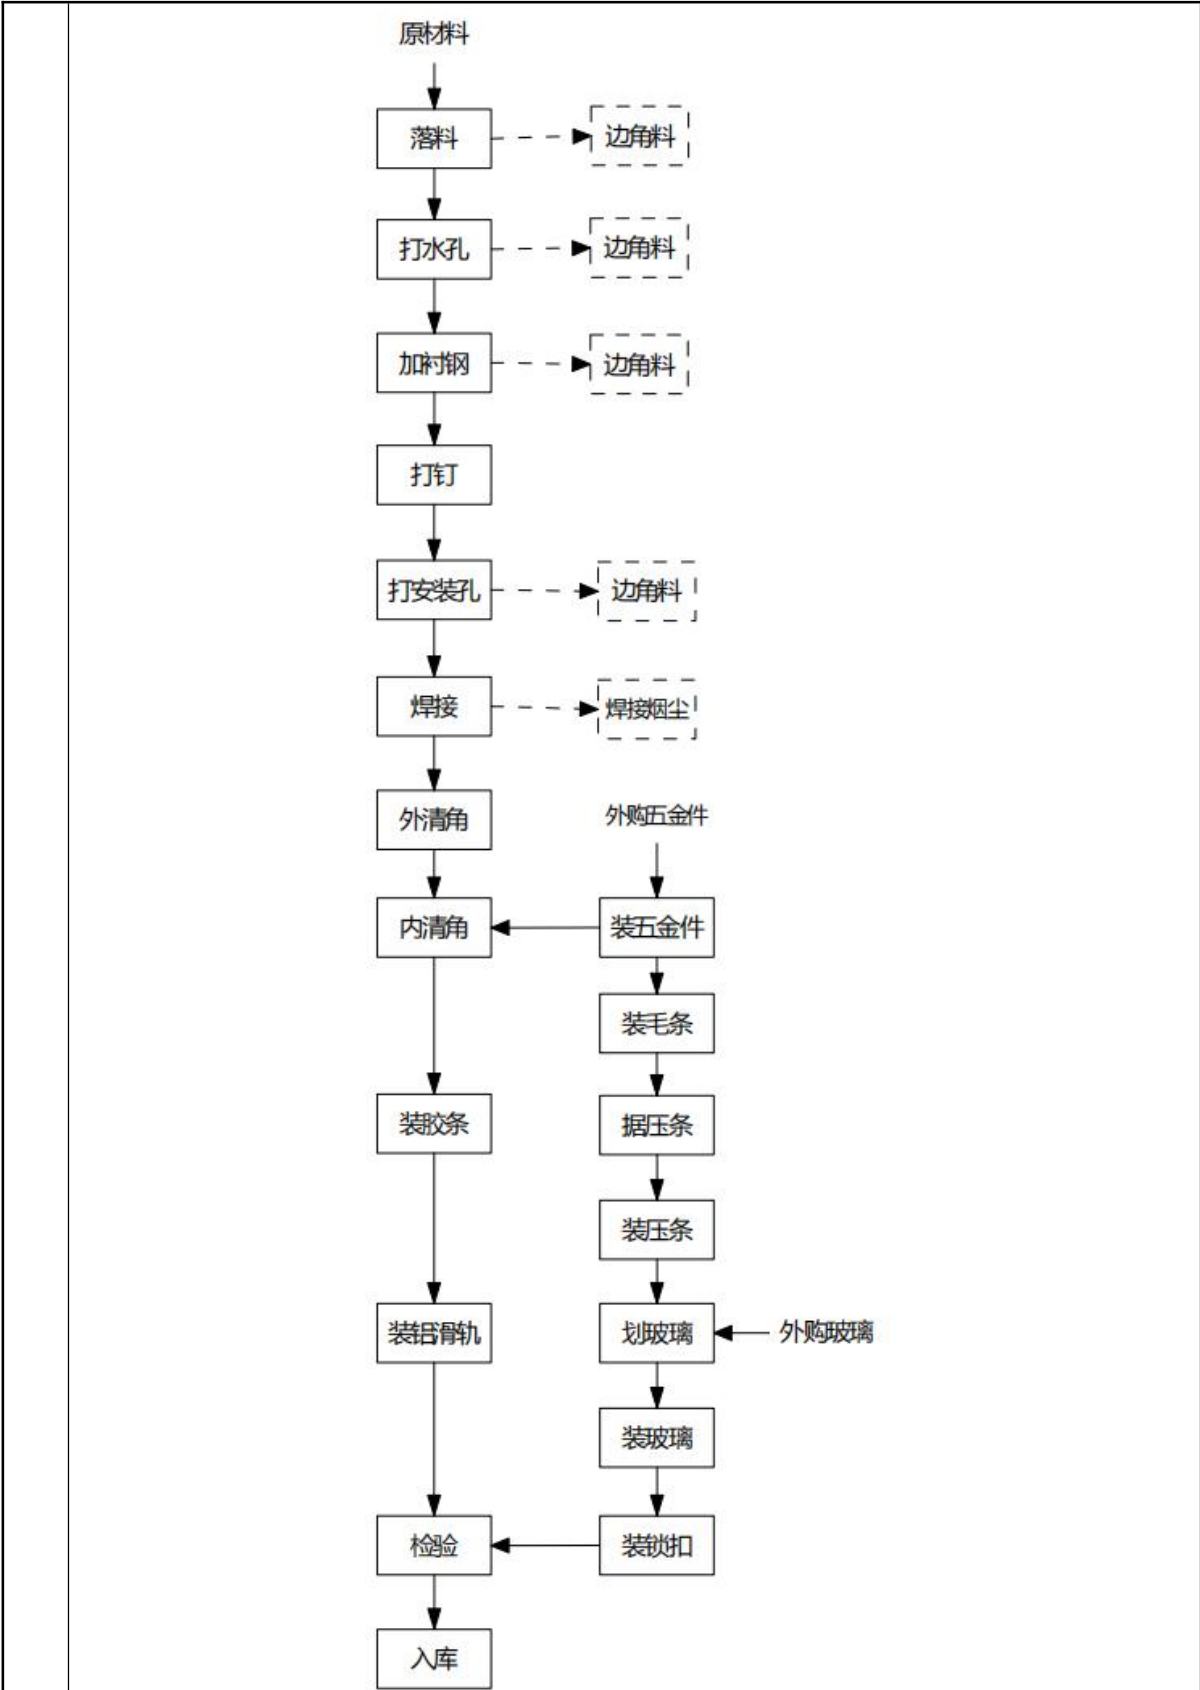 原材料
落料
边角料
打水孔
边角料
加衬钢
边角料
打钉
打安装孔
边角料
焊接
焊接烟尘
外清角
外购五金件
内清角
装五金件
装毛条
装胶条
据压条
装压条
装铝滑轨
划玻璃
外购玻璃
装玻璃
检验
装锁扣
入库